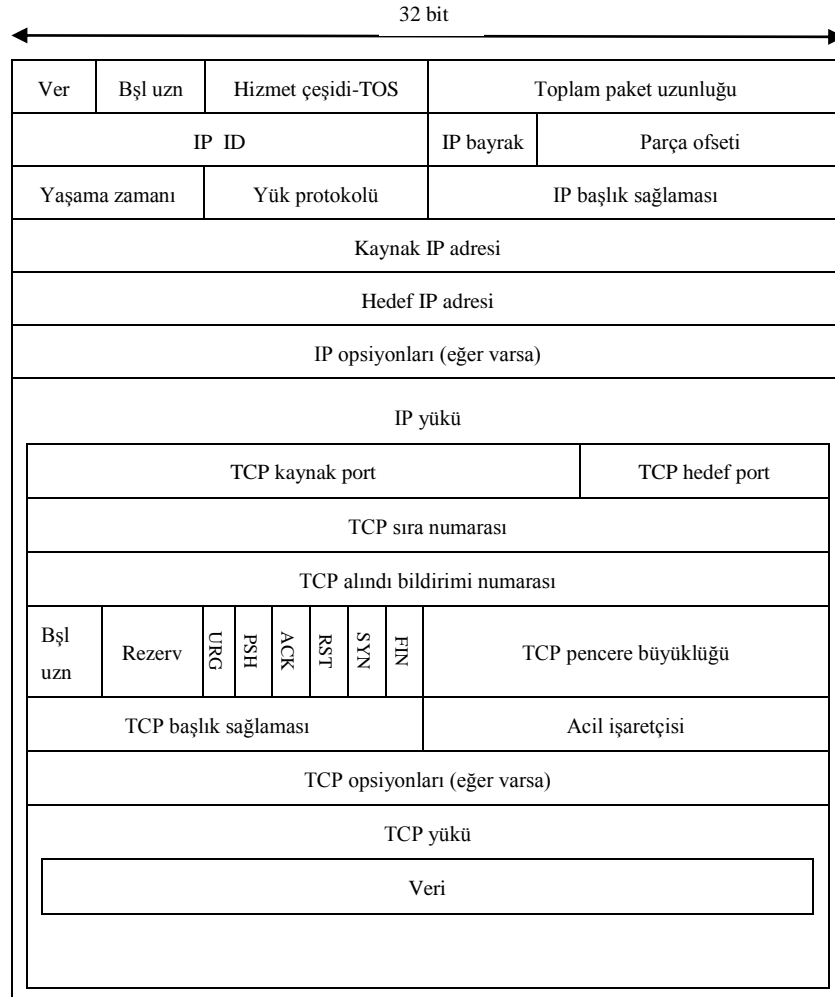 32 bit
Ver Bşl uzn Hizmet çeşidi-TOS Toplam paket uzunluğu
IP ID IP bayrak Parça ofseti
Yaşama zamanı Yük protokolü IP başlık sağlaması
Kaynak IP adresi
Hedef IP adresi
IP opsiyonları (eğer varsa)
IP yükü
TCP kaynak port TCP hedef port
TCP sıra numarası
TCP alındı bildirimi numarası
Bşl uzn Rezerv URG PSH ACK RST SYN FIN TCP pencere büyüklüğü
TCP başlık sağlaması Acil işaretçisi
TCP opsiyonları (eğer varsa)
TCP yükü
Veri